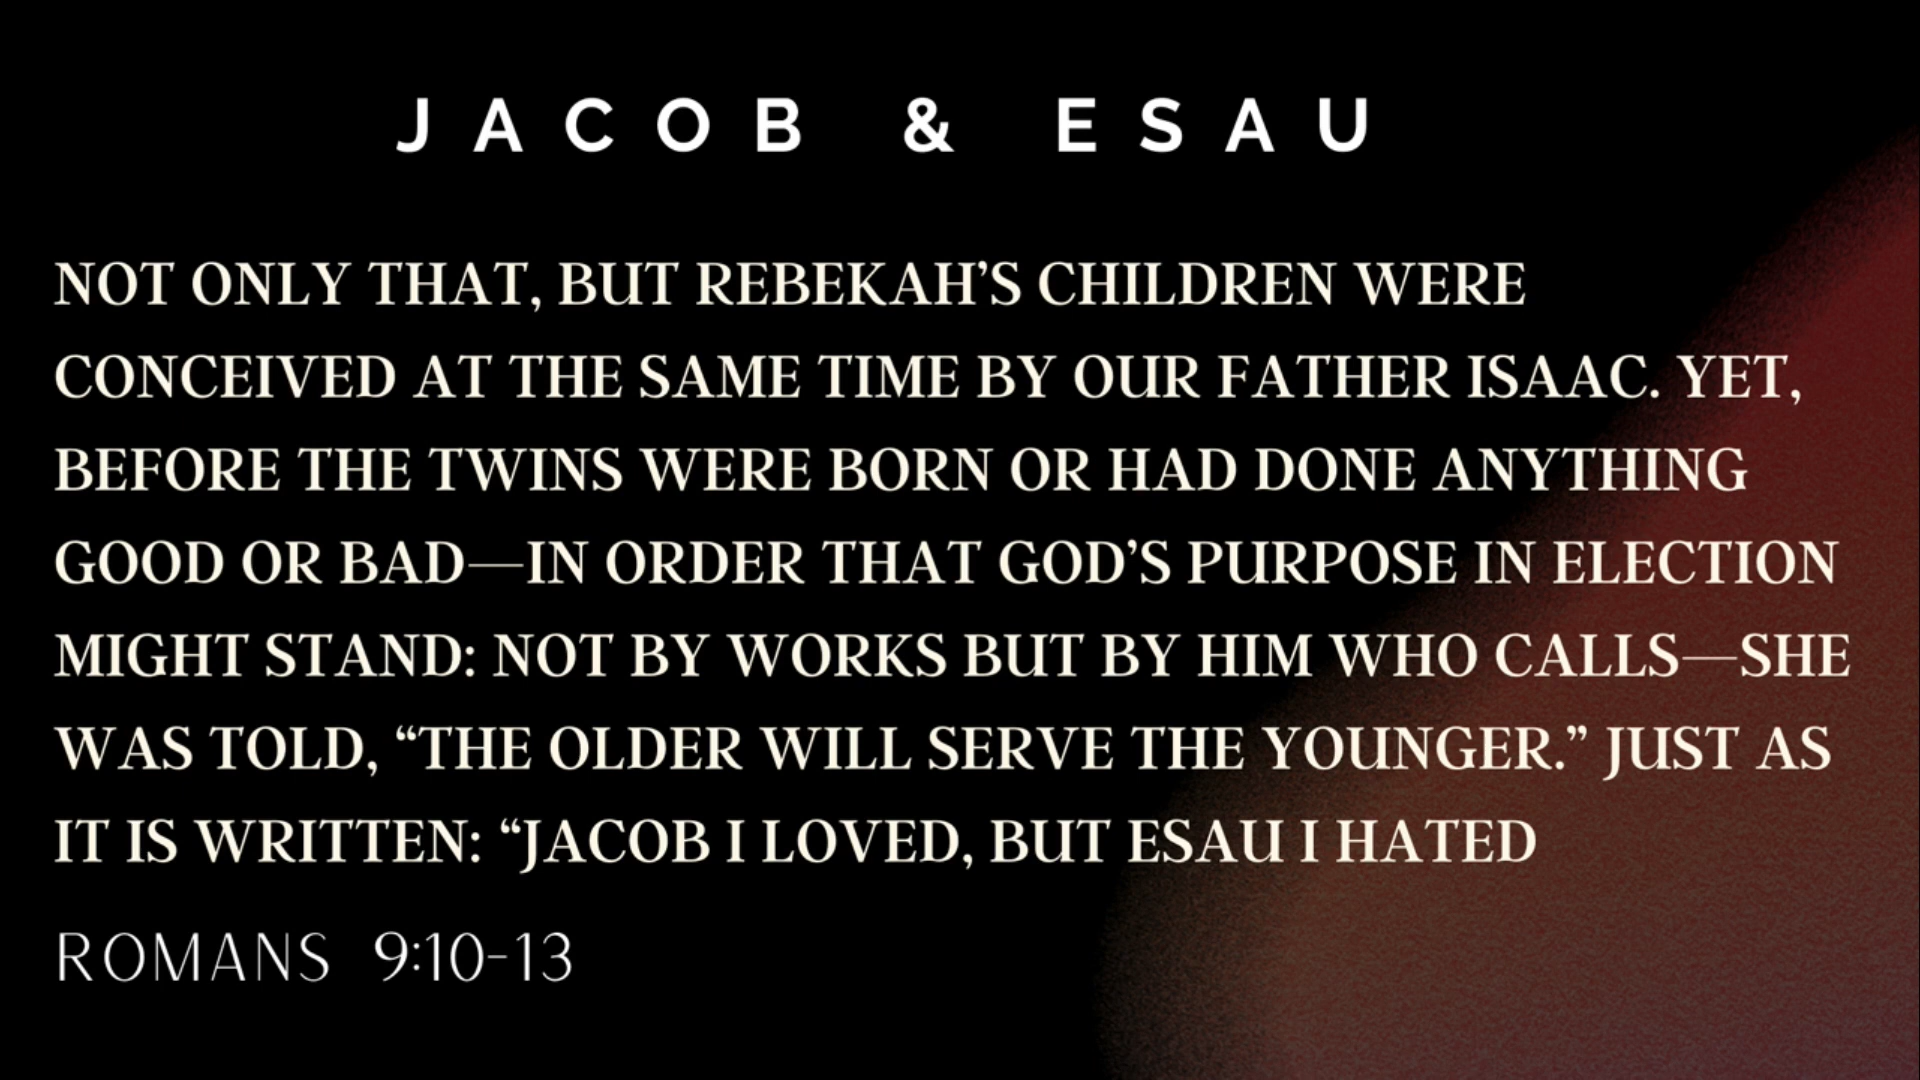 JACOB & ESAU
NOT ONLY THAT, BUT REBEKAH’S CHILDREN WERE
CONCEIVED AT THE SAME TIME BY OUR FATHER ISAAC. YET,
BEFORE THE TWINS WERE BORN OR HAD DONE ANYTHING
GOOD OR BAD—IN ORDER THAT GOD’S PURPOSE IN ELECTION
MIGHT STAND: NOT BY WORKS BUT BY HIM WHO CALLS—SHE
WAS TOLD, “THE OLDER WILL SERVE THE YOUNGER.” JUST AS
IT IS WRITTEN: “JACOB I LOVED, BUT ESAU I HATED
ROMANS 9:10-13